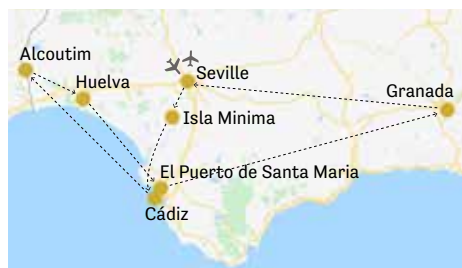 Alcoutim
Huelva
Seville
Granada
Isla Minima
El Puerto de Santa Maria
Cádiz